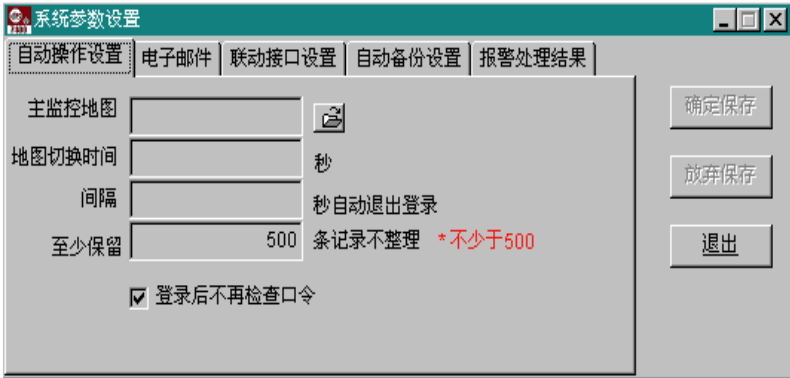 系统参数设置
自动操作设置 电子邮件 联动接口设置 自动备份设置 报警处理结果
主监控地图
确定保存
地图切换时间 秒
放弃保存
间隔 秒自动退出登录
至少保留 500 条记录不整理 *不少于500
退出
登录后不再检查口令